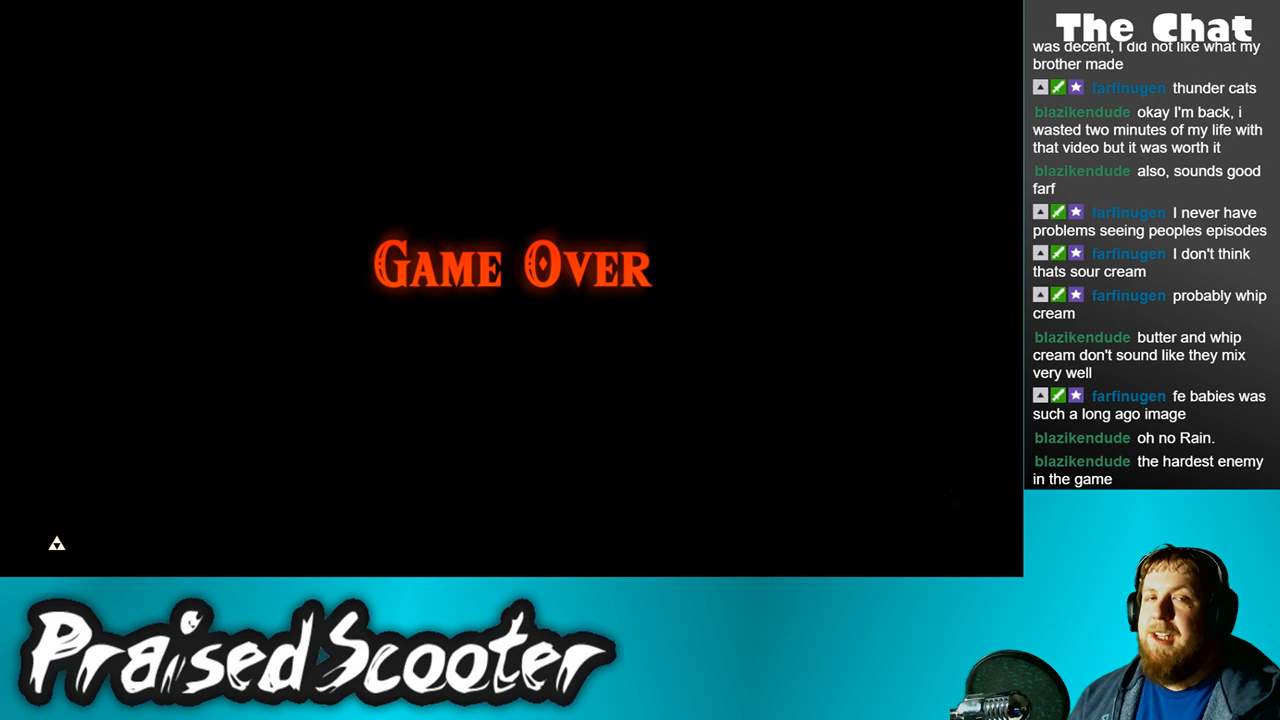 The Chat
was decent, I did not like what my
brother made
farfinugen thunder cats
blazikendude okay I'm back, i
wasted two minutes of my life with
that video but it was worth it
blazikendude also, sounds good
farf
farfinugen I never have
problems seeing peoples episodes
farfinugen I don't think
thats sour cream
farfinugen probably whip
cream
blazikendude butter and whip
cream don't sound like they mix
very well
farfinugen fe babies was
such a long ago image
blazikendude oh no Rain.
blazikendude the hardest enemy
in the game
Game Over
PraisedScooter